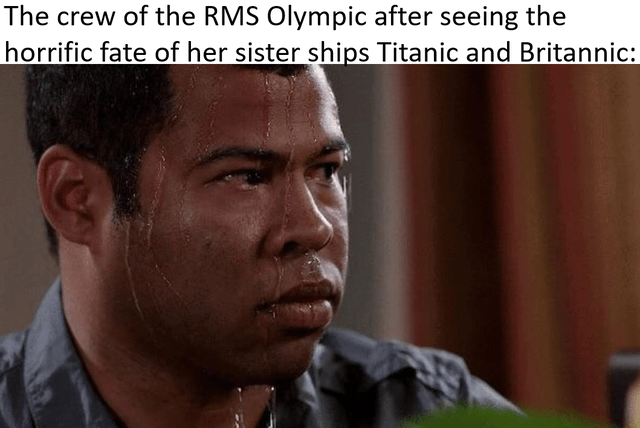 The crew of the RMS Olympic after seeing the
horrific fate of her sister ships Titanic and Britannic: